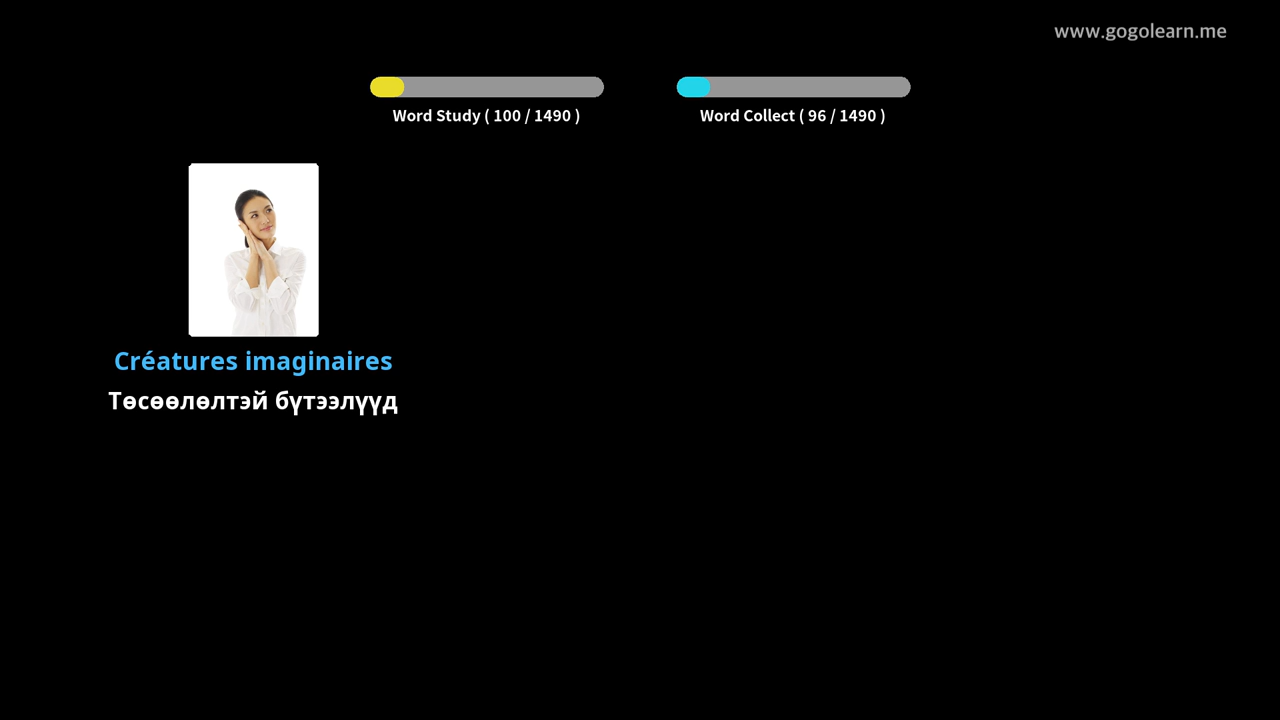 www.gogolearn.me
Word Study ( 100 / 1490 )
Word Collect ( 96 / 1490 )
Créatures imaginaires
Төсөөлөлтэй бүтээлүүд